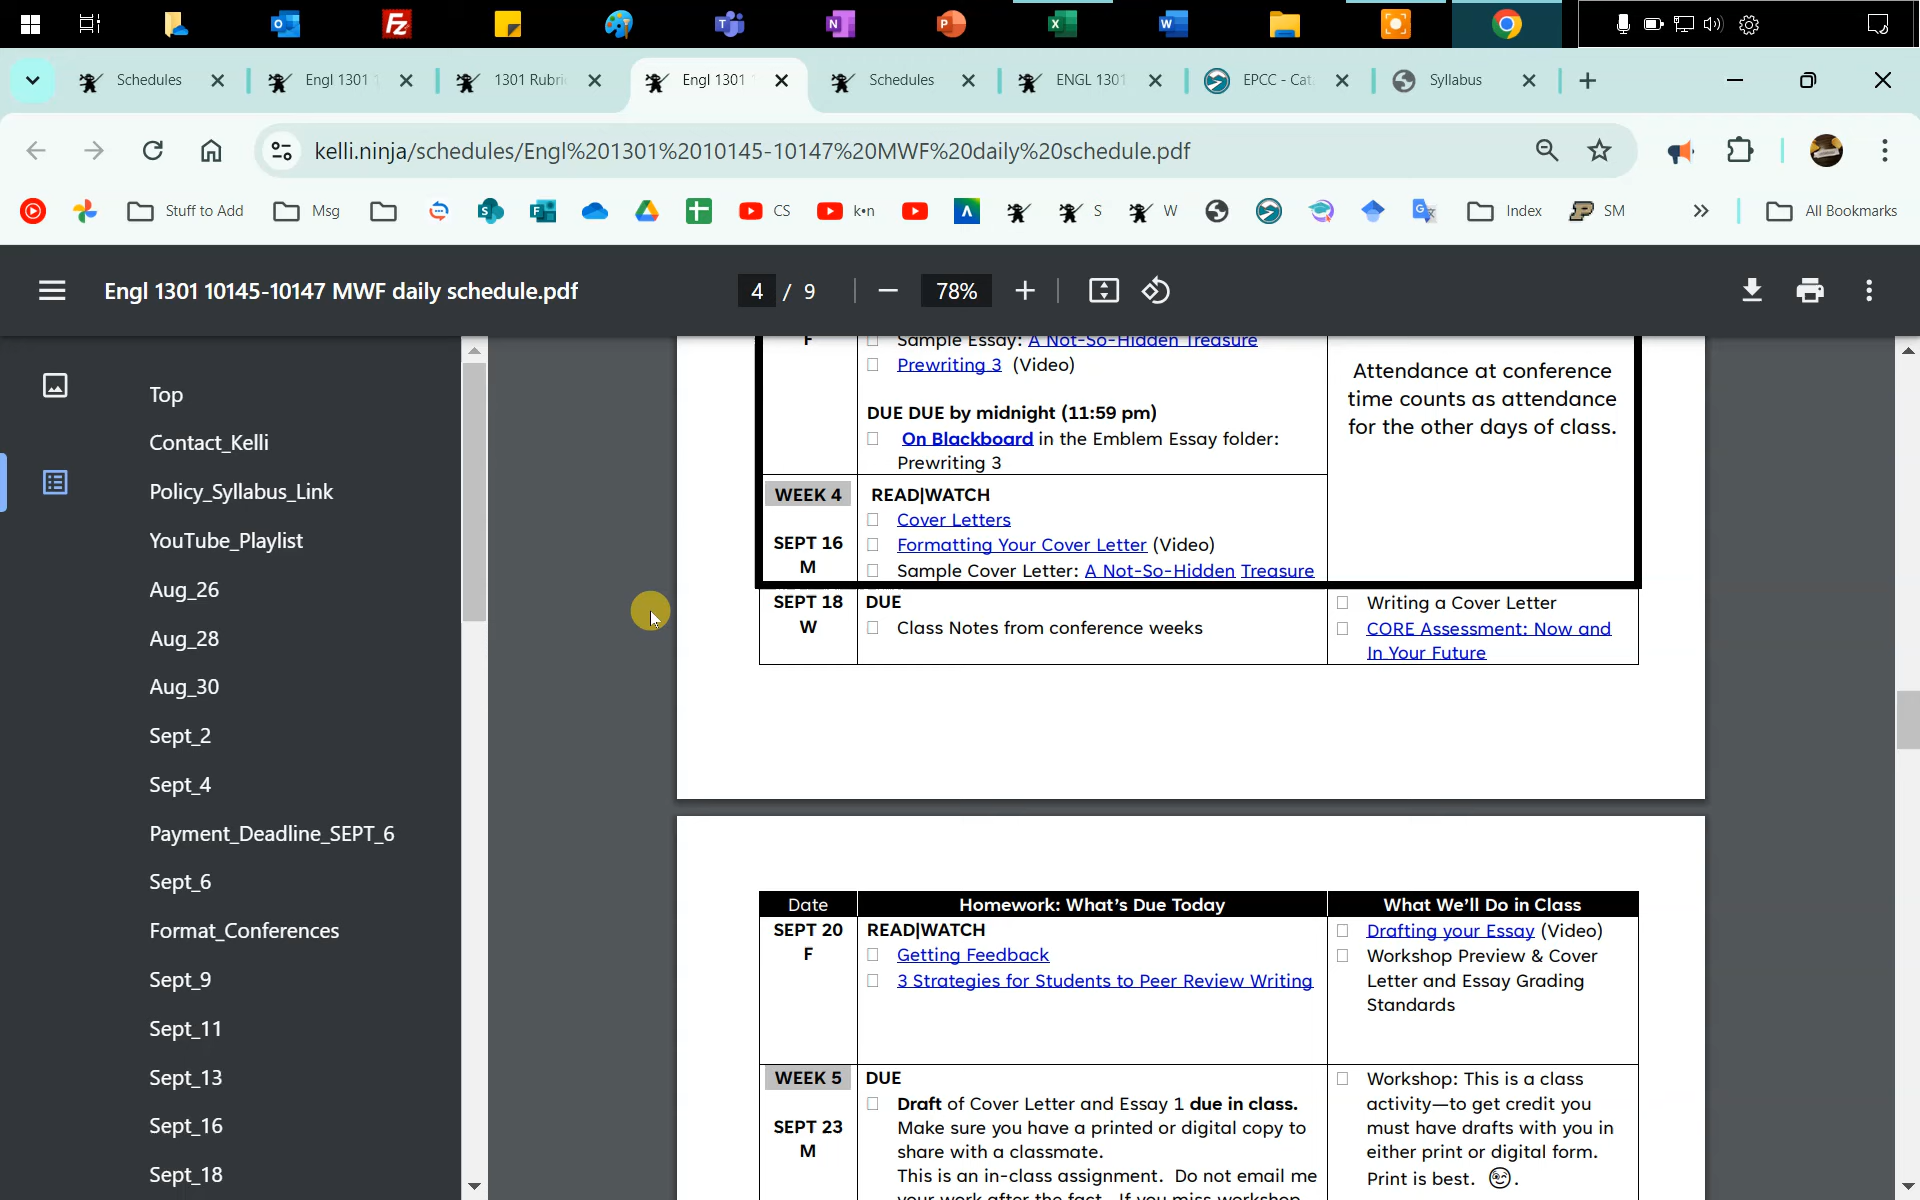 Schedules
Engl 1301 1
1301 Rubri
Engl 1301
Schedules
ENGL 1301
EPCC - Cat
Syllabus
kelli.ninja/schedules/Engl%201301%2010145-10147%20MWF%20daily%20schedule.pdf
Stuff to Add
Msg
CS
k•n
S
W
Index
SM
All Bookmarks
Engl 1301 10145-10147 MWF daily schedule.pdf
4 / 9
78%
Top
Contact_Kelli
Policy_Syllabus_Link
YouTube_Playlist
Aug_26
Aug_28
Aug_30
Sept_2
Sept_4
Payment_Deadline_SEPT_6
Sept_6
Format_Conferences
Sept_9
Sept_11
Sept_13
Sept_16
Sept_18
F
Sample Essay: A Not-So-Hidden Treasure
Prewriting 3 (Video)
DUE DUE by midnight (11:59 pm)
On Blackboard in the Emblem Essay folder:
Prewriting 3
Attendance at conference
time counts as attendance
for the other days of class.
WEEK 4
SEPT 16
M
READ|WATCH
Cover Letters
Formatting Your Cover Letter (Video)
Sample Cover Letter: A Not-So-Hidden Treasure
SEPT 18
W
DUE
Class Notes from conference weeks
Writing a Cover Letter
CORE Assessment: Now and
In Your Future
Date
Homework: What's Due Today
What We'll Do in Class
SEPT 20
F
READ|WATCH
Getting Feedback
3 Strategies for Students to Peer Review Writing
Drafting your Essay (Video)
Workshop Preview & Cover
Letter and Essay Grading
Standards
WEEK 5
SEPT 23
M
DUE
Draft of Cover Letter and Essay 1 due in class.
Make sure you have a printed or digital copy to
share with a classmate.
This is an in-class assignment. Do not email me
your work after the fact. If you miss workshop
Workshop: This is a class
activity—to get credit you
must have drafts with you in
either print or digital form.
Print is best.